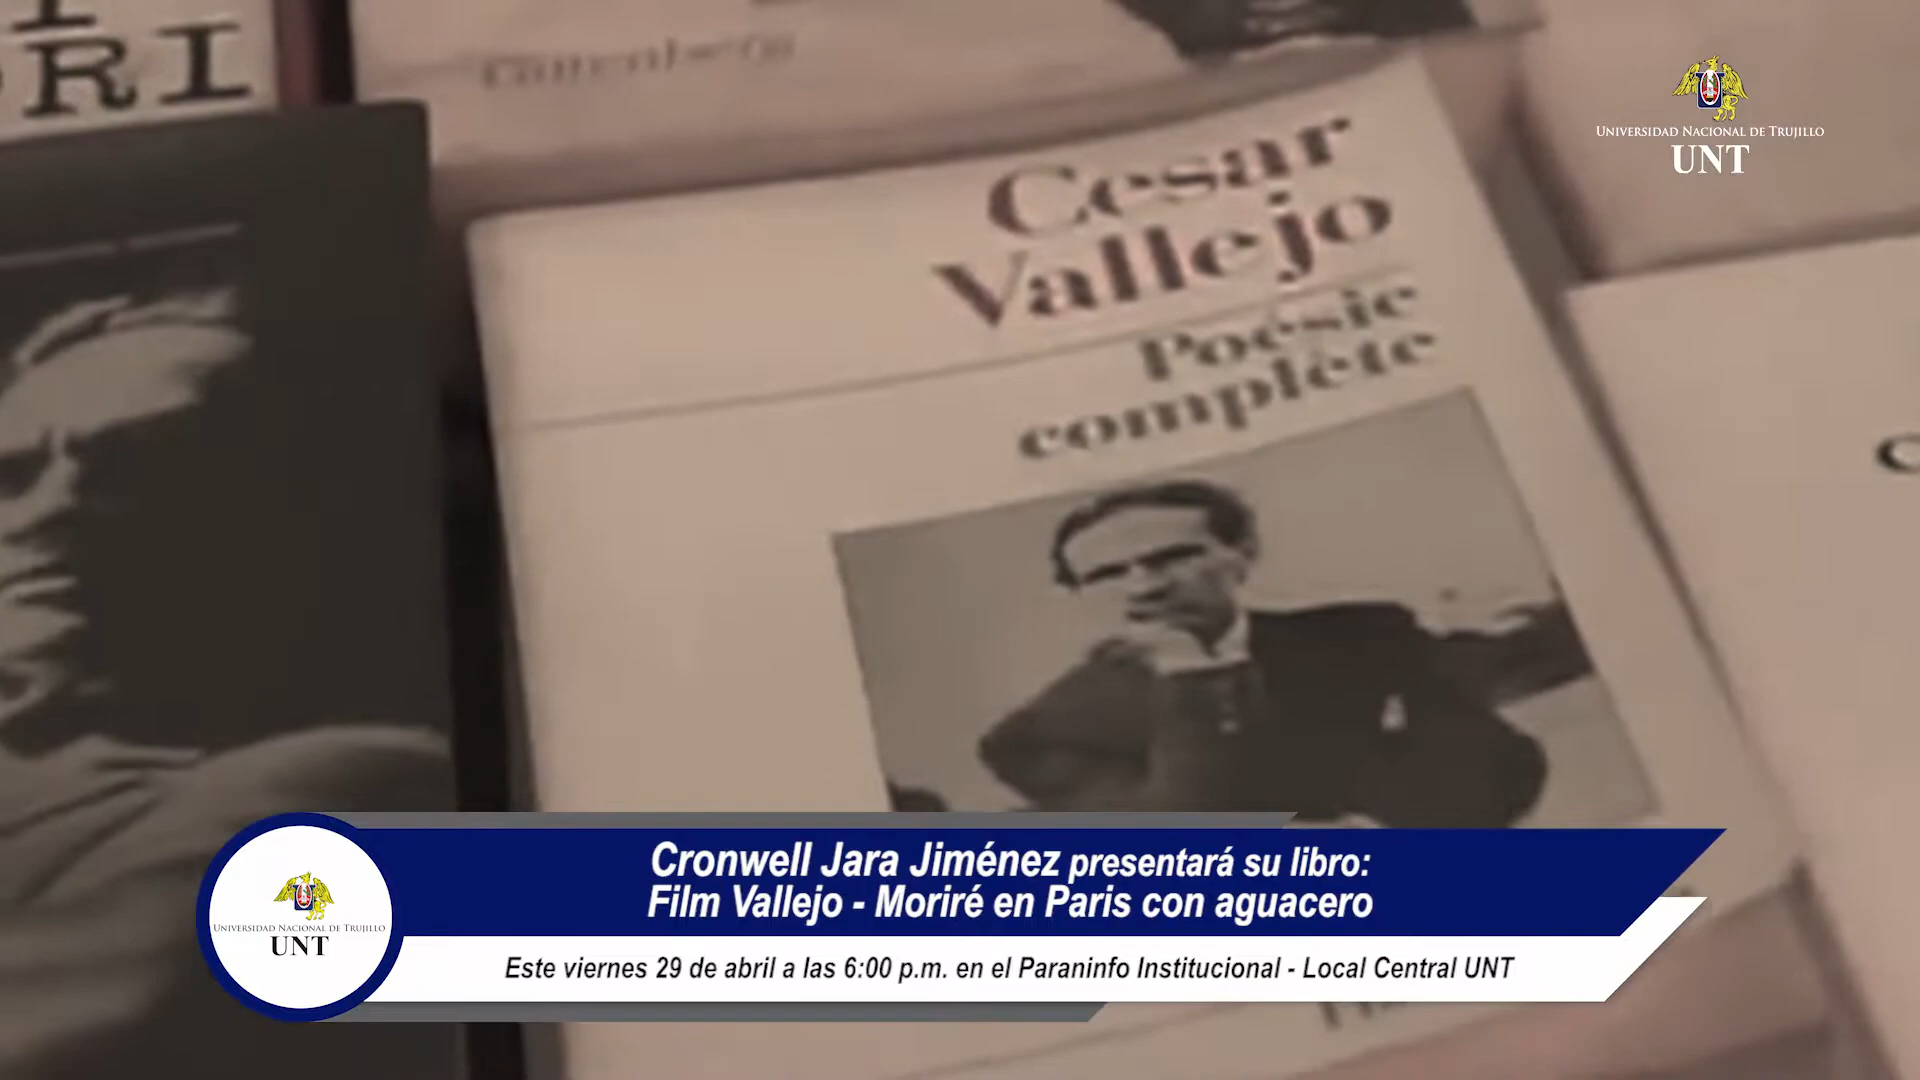 RI
Gutenberg
UNIVERSIDAD NACIONAL DE TRUJILLO
UNT
Cesar
Vallejo
Poésie
complète
C
Cronwell Jara Jiménez presentará su libro:
Film Vallejo - Moriré en Paris con aguacero
UNIVERSIDAD NACIONAL DE TRUJILLO
UNT
Este viernes 29 de abril a las 6:00 p.m. en el Paraninfo Institucional - Local Central UNT